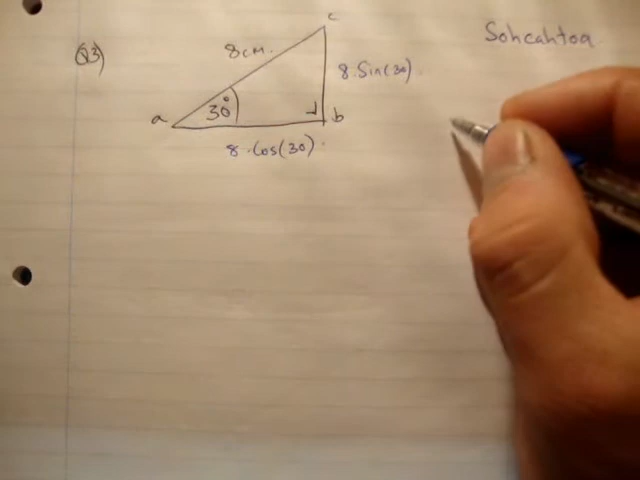 Sohcahtoa
Q3)
c
8cm.
8.Sin(30).
30°
a
b
8.Cos(30).